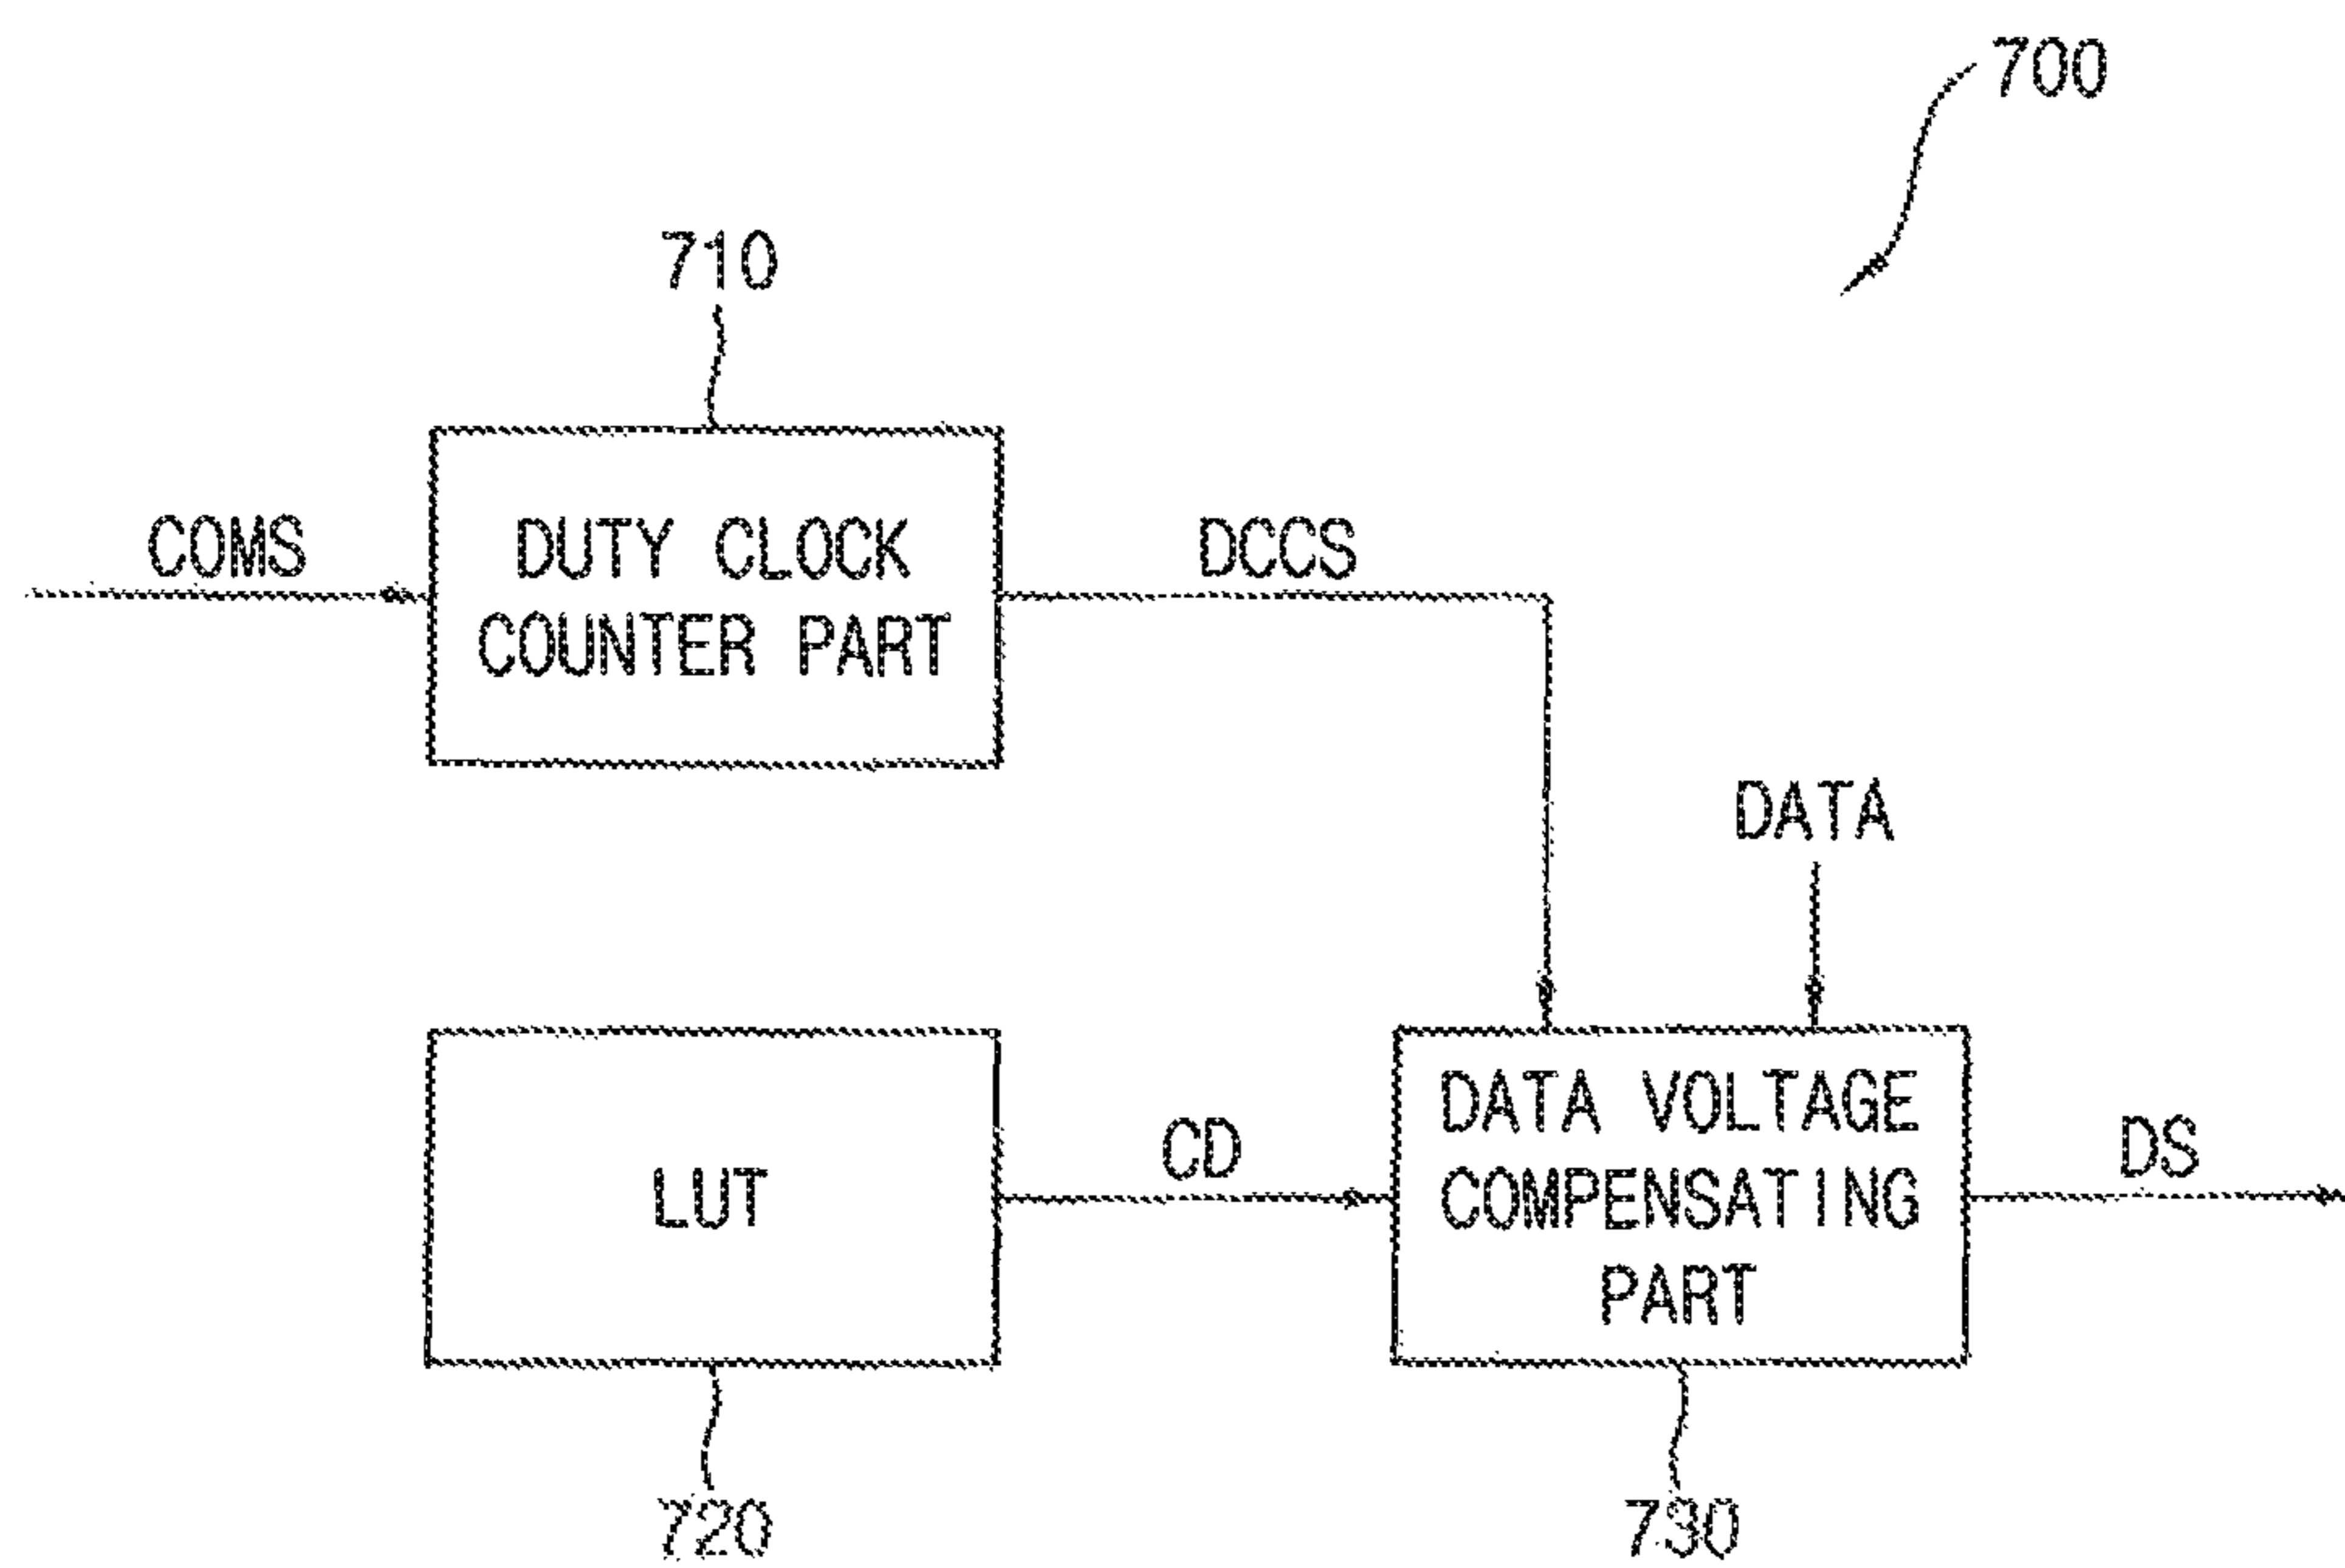 700
710
COMS
DUTY CLOCK
COUNTER PART
DCCS
DATA
LUT
CD
DATA VOLTAGE
COMPENSATING
PART
DS
720
730